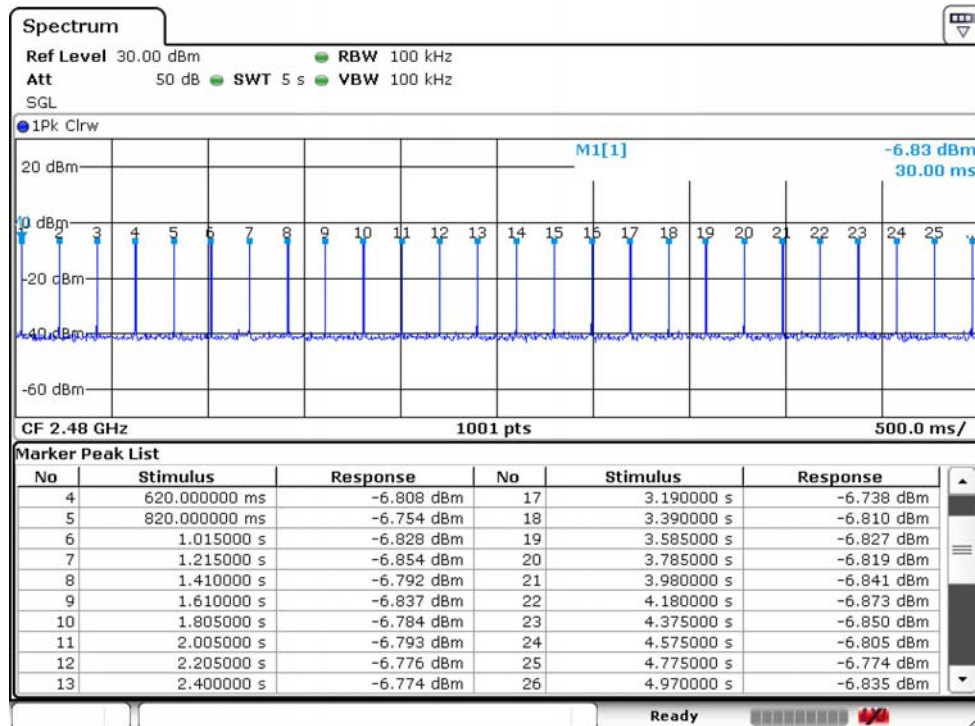 Spectrum
Ref Level 30.00 dBm RBW 100 kHz
Att 50 dB SWT 5 s VBW 100 kHz
SGL
1Pk Clrw
M1[1] -6.83 dBm
30.00 ms
20 dBm
0 dBm
2 3 4 5 6 7 8 9 10 11 12 13 14 15 16 17 18 19 20 21 22 23 24 25
-20 dBm
-40 dBm
-60 dBm
CF 2.48 GHz 1001 pts 500.0 ms/
Marker Peak List
No Stimulus Response No Stimulus Response
4 620.000000 ms -6.808 dBm 17 3.190000 s -6.738 dBm
5 820.000000 ms -6.754 dBm 18 3.390000 s -6.810 dBm
6 1.015000 s -6.828 dBm 19 3.585000 s -6.827 dBm
7 1.215000 s -6.854 dBm 20 3.785000 s -6.819 dBm
8 1.410000 s -6.792 dBm 21 3.980000 s -6.841 dBm
9 1.610000 s -6.837 dBm 22 4.180000 s -6.873 dBm
10 1.805000 s -6.784 dBm 23 4.375000 s -6.850 dBm
11 2.005000 s -6.793 dBm 24 4.575000 s -6.805 dBm
12 2.205000 s -6.776 dBm 25 4.775000 s -6.774 dBm
13 2.400000 s -6.774 dBm 26 4.970000 s -6.835 dBm
Ready